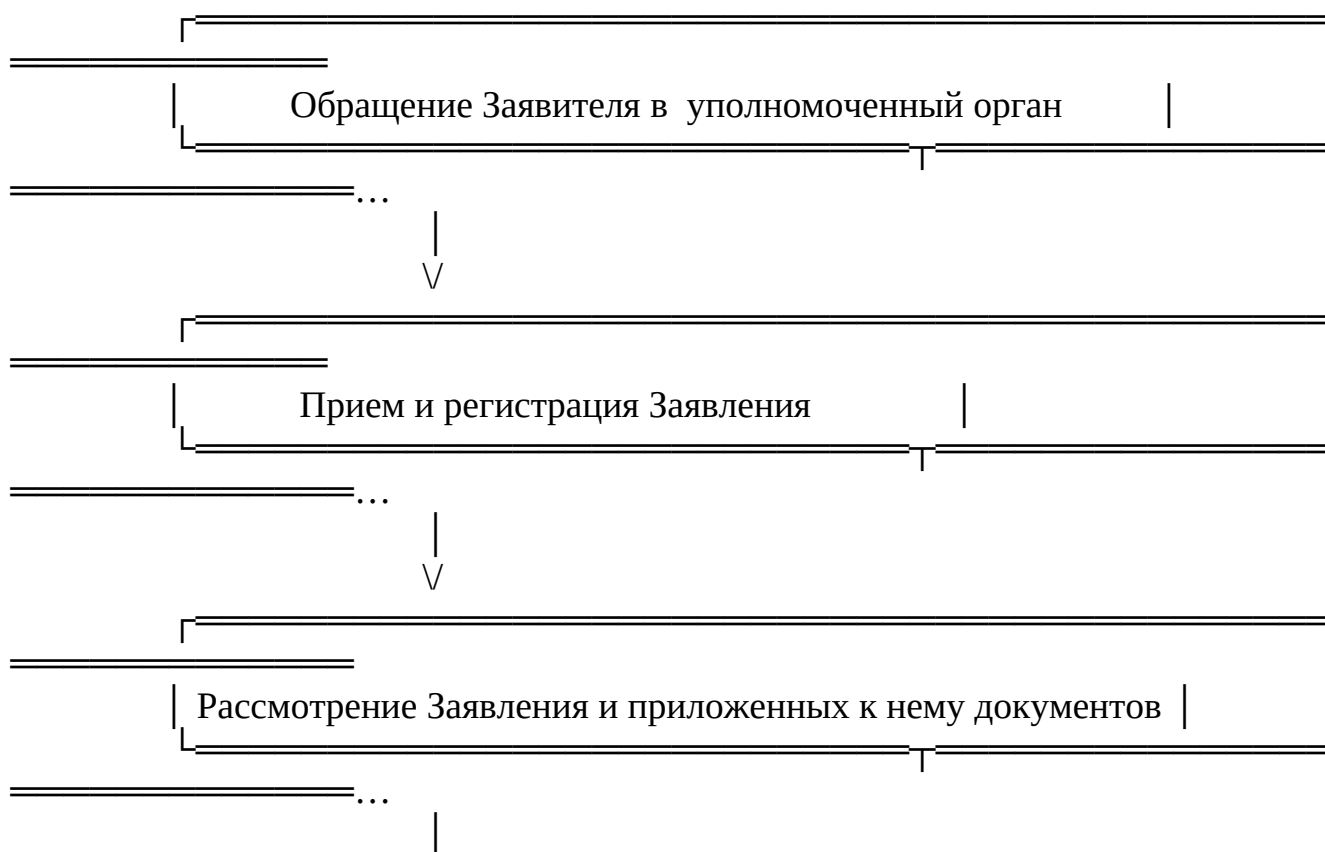 Обращение Заявителя в уполномоченный орган
…
\/
Прием и регистрация Заявления
…
\/
Рассмотрение Заявления и приложенных к нему документов
…